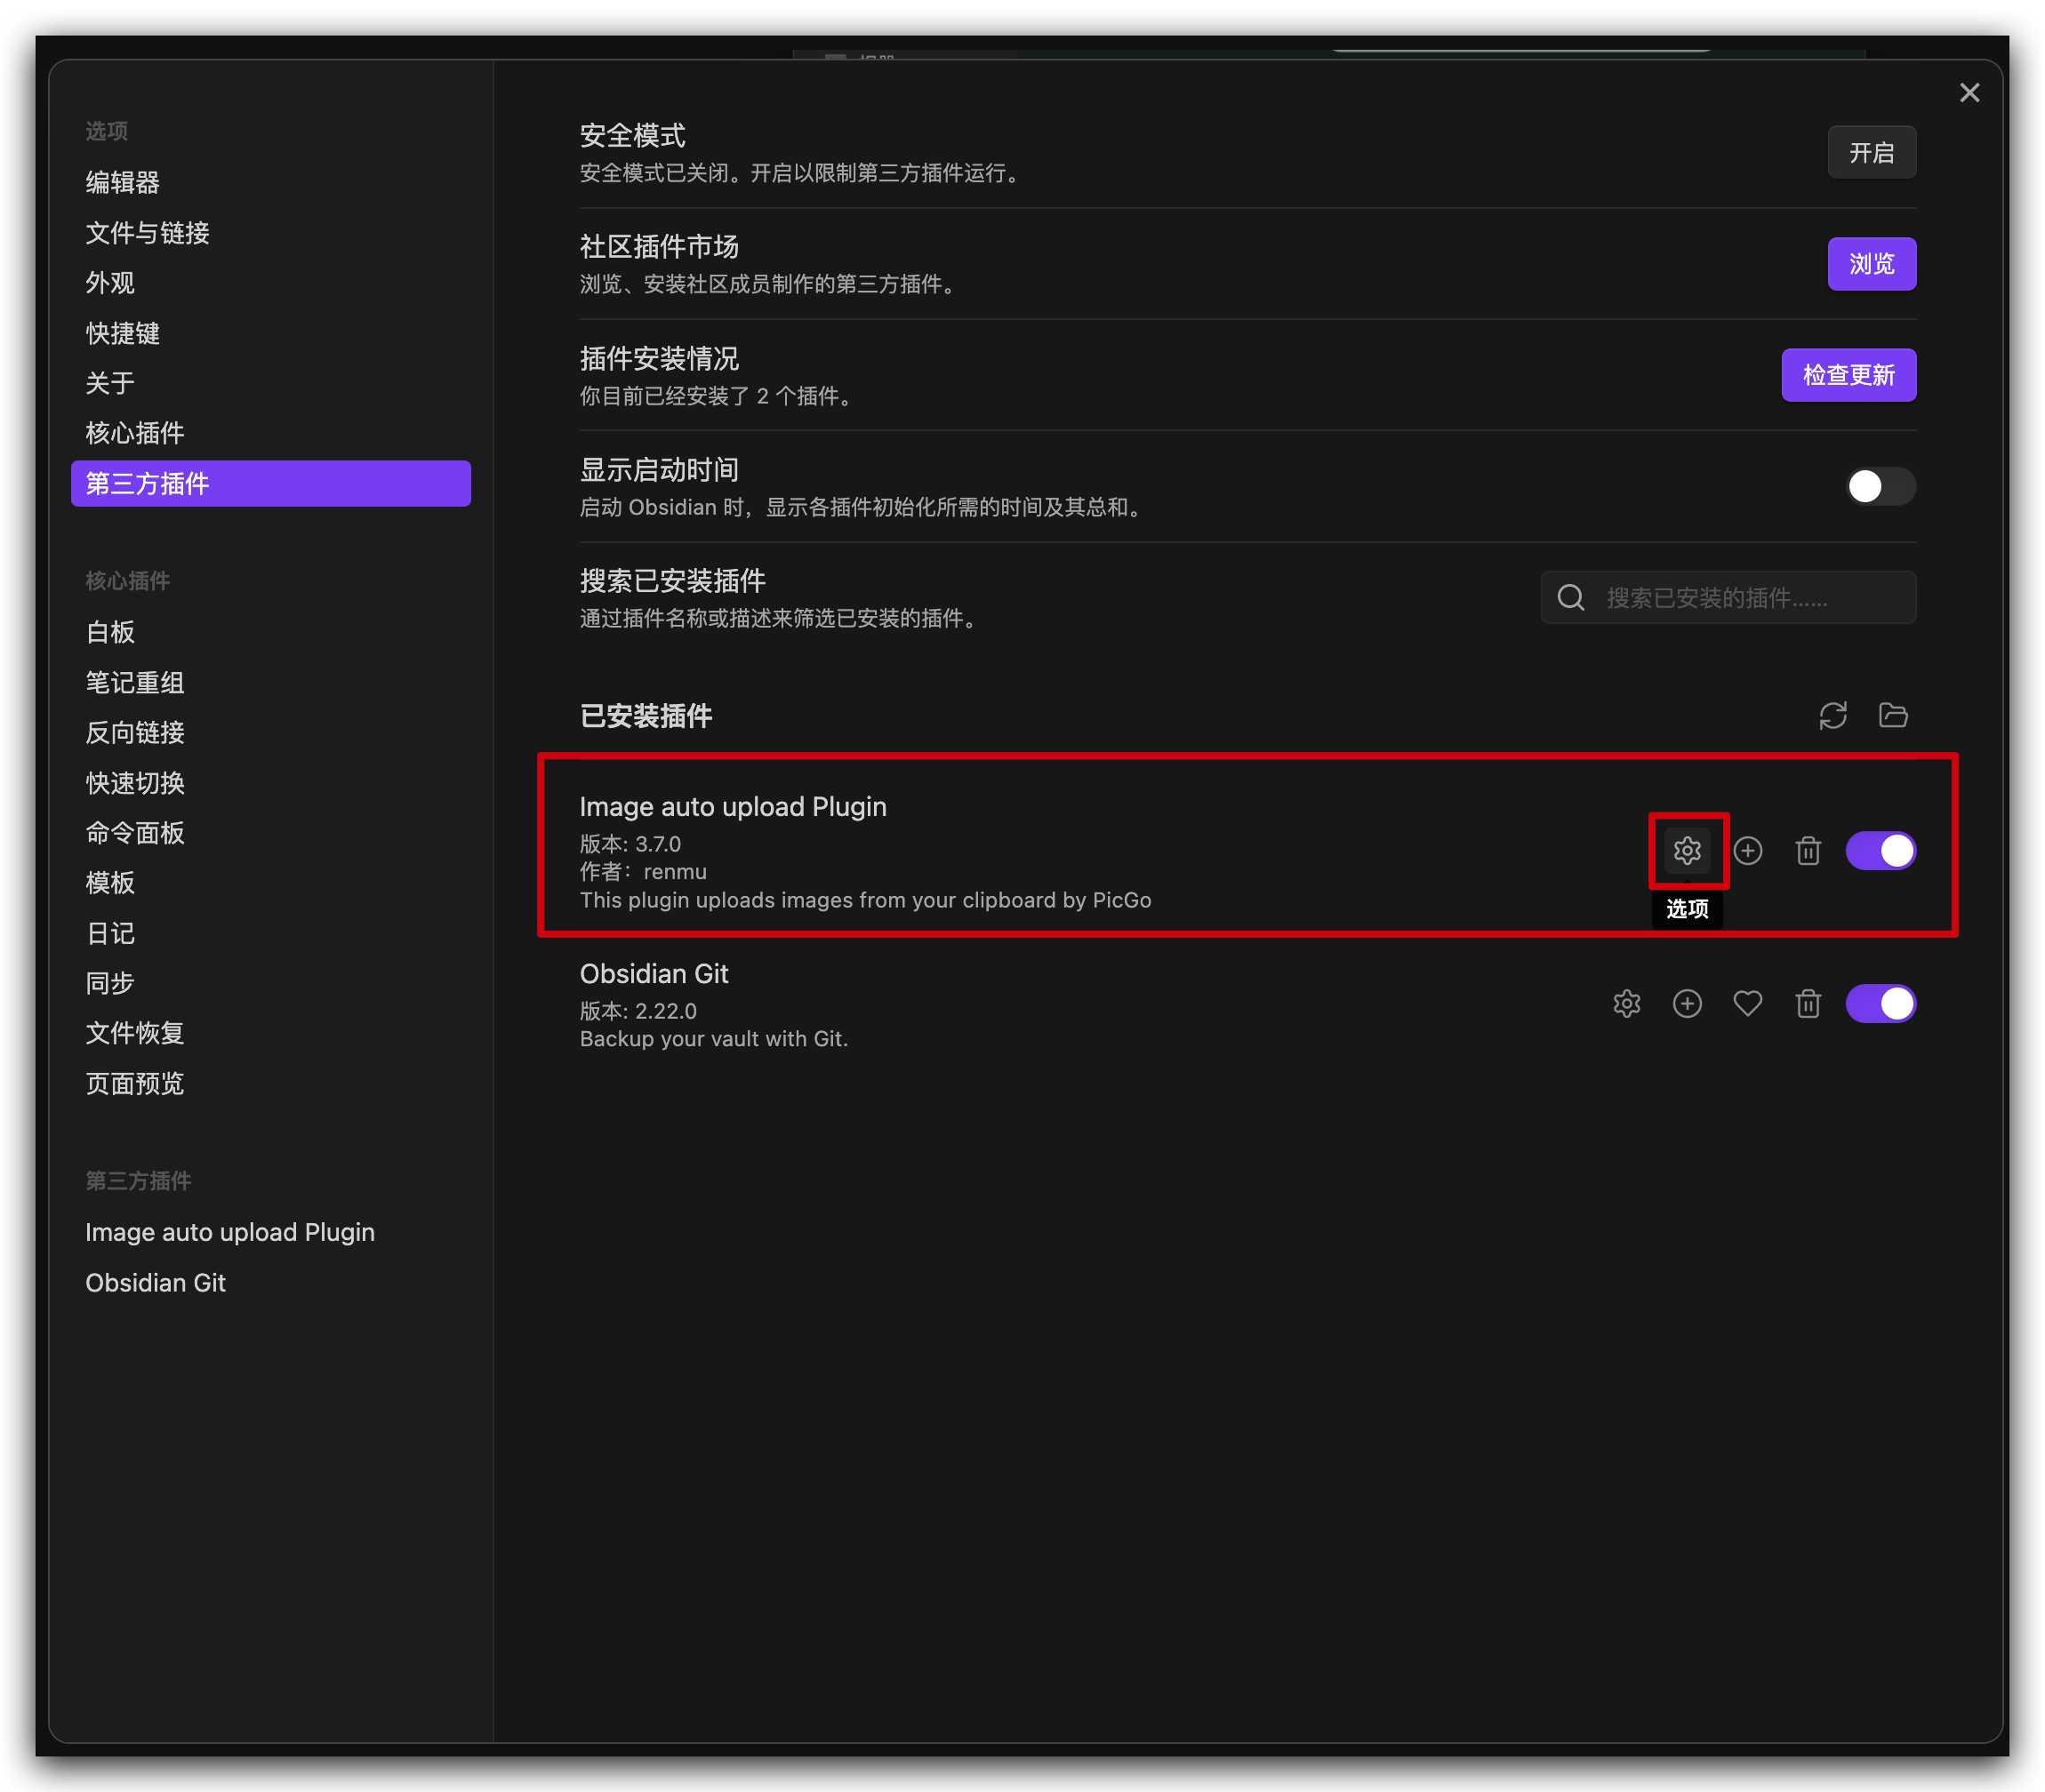 选项
编辑器
文件与链接
外观
快捷键
关于
核心插件
第三方插件
核心插件
白板
笔记重组
反向链接
快速切换
命令面板
模板
日记
同步
文件恢复
页面预览
第三方插件
Image auto upload Plugin
Obsidian Git
安全模式
安全模式已关闭。开启以限制第三方插件运行。
开启
社区插件市场
浏览、安装社区成员制作的第三方插件。
浏览
插件安装情况
你目前已经安装了 2 个插件。
检查更新
显示启动时间
启动 Obsidian 时，显示各插件初始化所需的时间及其总和。
搜索已安装插件
通过插件名称或描述来筛选已安装的插件。
搜索已安装的插件......
已安装插件
Image auto upload Plugin
版本: 3.7.0
作者：renmu
This plugin uploads images from your clipboard by PicGo
选项
Obsidian Git
版本: 2.22.0
Backup your vault with Git.